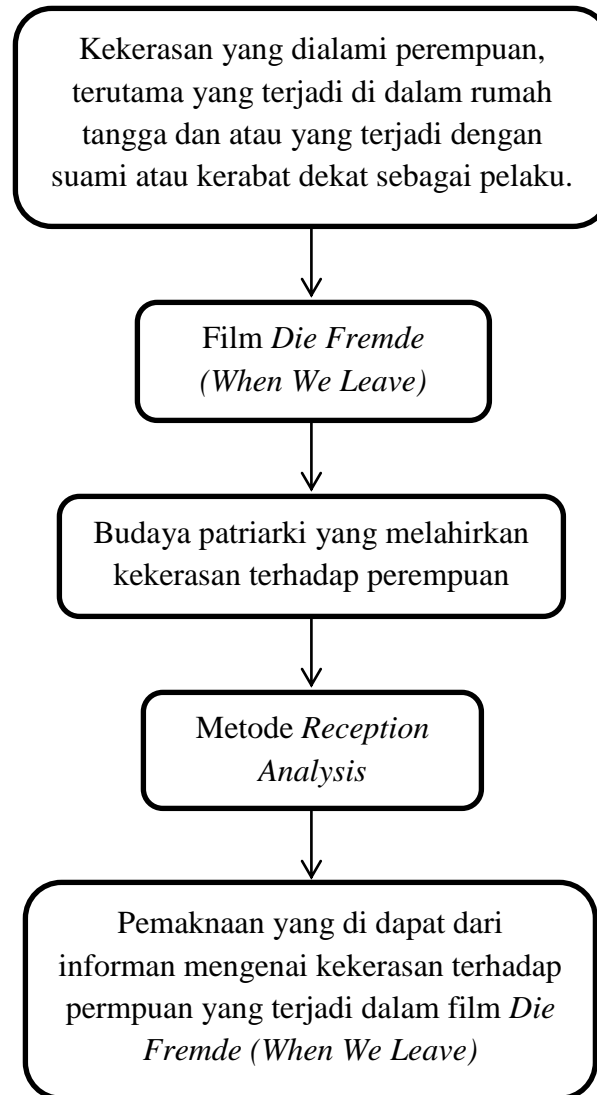 Kekerasan yang dialami perempuan,
terutama yang terjadi di dalam rumah
tangga dan atau yang terjadi dengan
suami atau kerabat dekat sebagai pelaku.
Film Die Fremde
(When We Leave)
Budaya patriarki yang melahirkan
kekerasan terhadap perempuan
Metode Reception
Analysis
Pemaknaan yang di dapat dari
informan mengenai kekerasan terhadap
permpuan yang terjadi dalam film Die
Fremde (When We Leave)